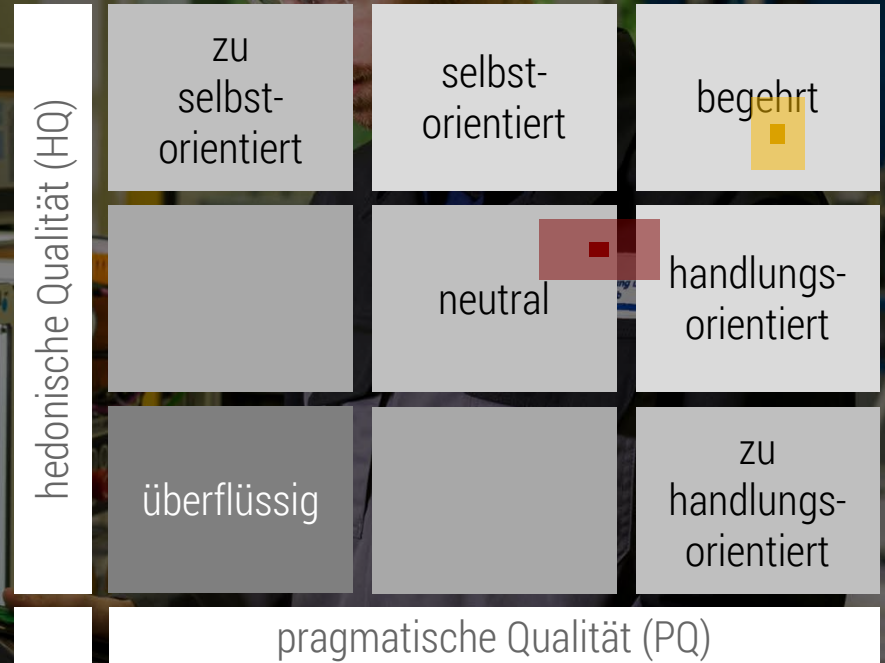 hedonische Qualität (HQ)
zu
selbst-
orientiert
selbst-
orientiert
begehrt
neutral
handlungs-
orientiert
überflüssig
zu
handlungs-
orientiert
pragmatische Qualität (PQ)